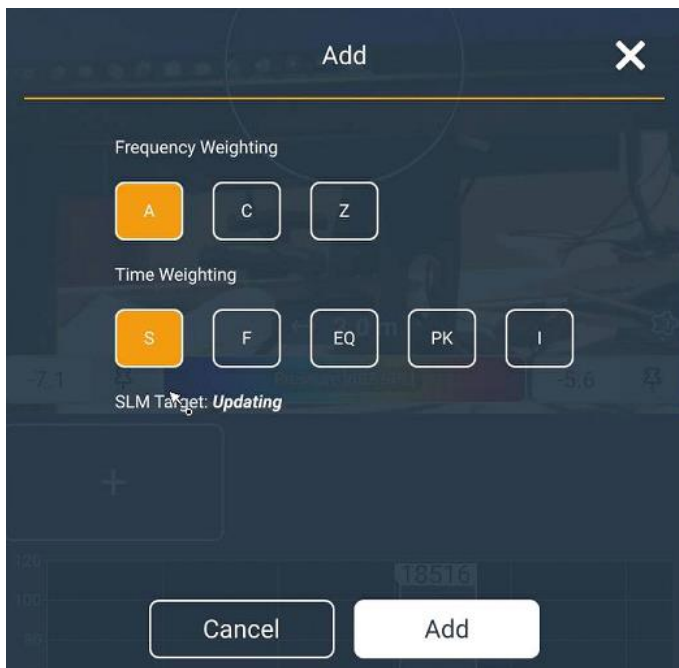 Add
Frequency Weighting
A C Z
Time Weighting
S F EQ PK I
-7.1 -5.6
SLM Target: Updating
+
120
18516
100
80
Cancel Add